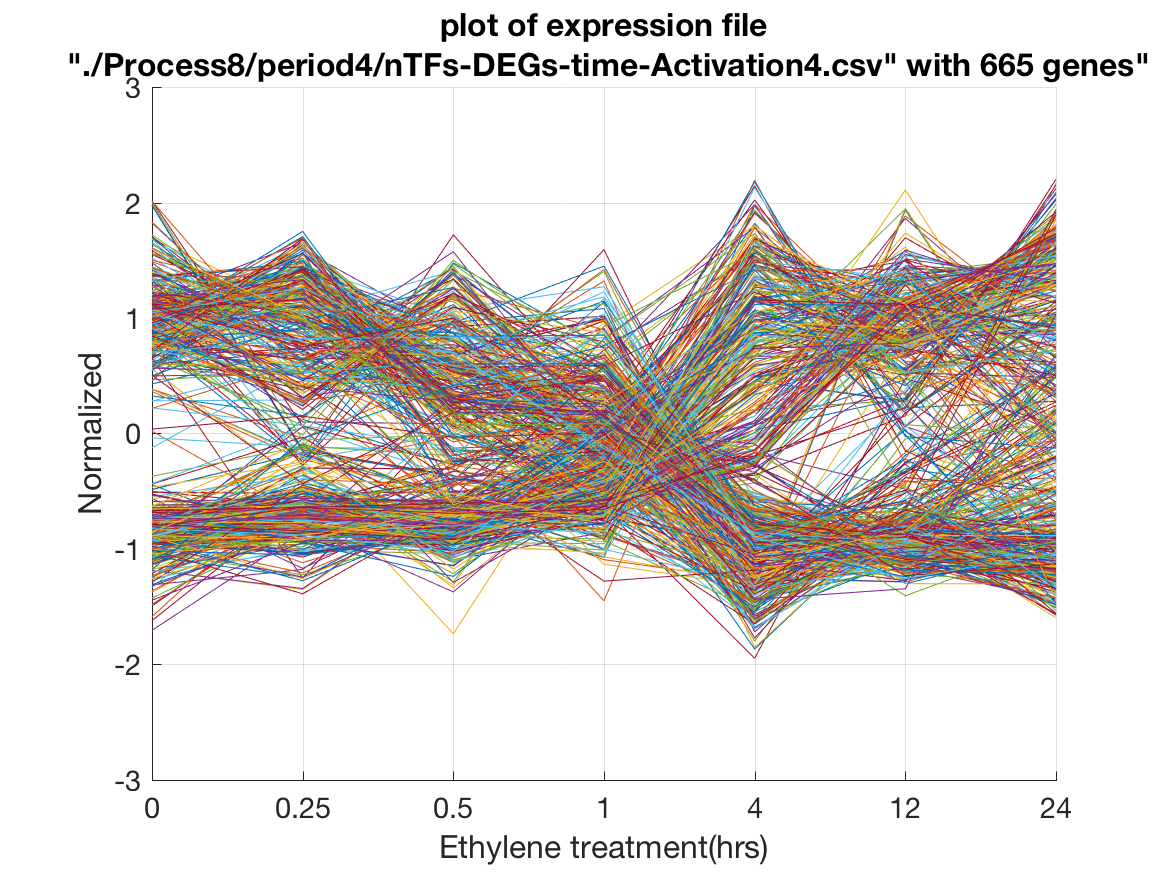 plot of expression file
"./Process8/period4/nTFs-DEGs-time-Activation4.csv" with 665 genes"
3
2
1
0
-1
-2
-3
Normalized
0 0.25 0.5 1 4 12 24
Ethylene treatment(hrs)